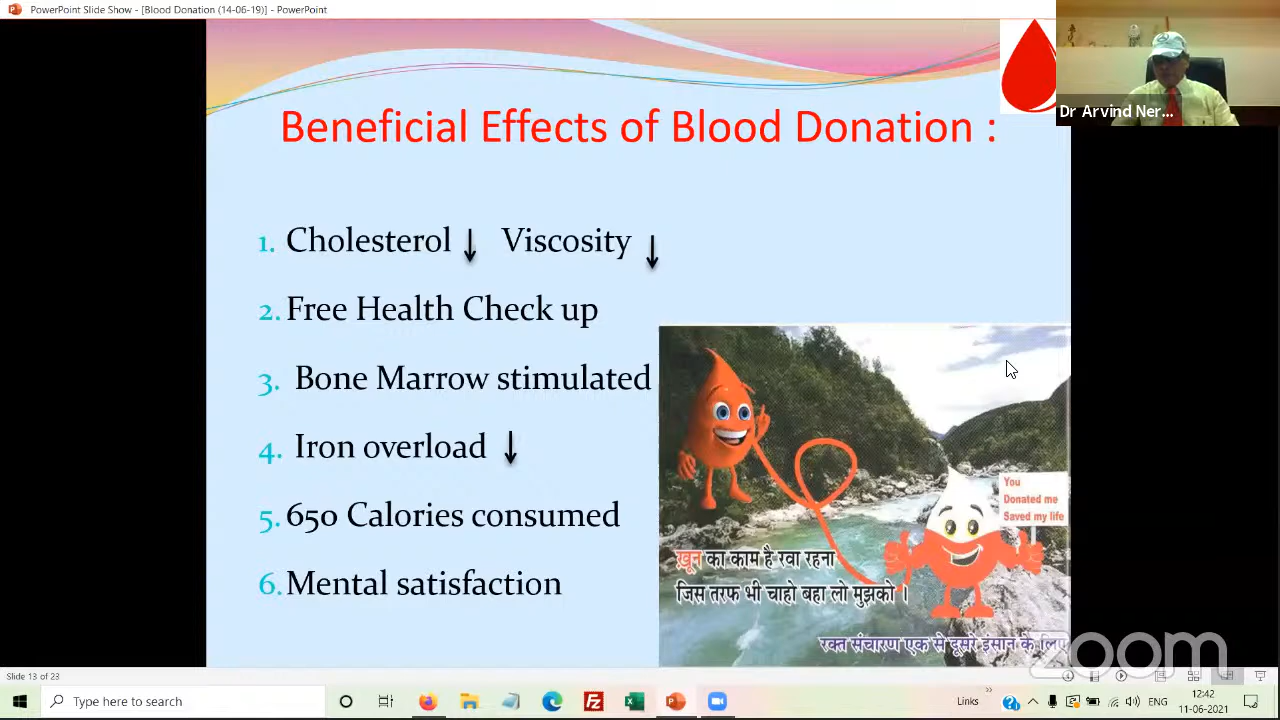 PowerPoint Slide Show - [Blood Donation (14-06-19)] - PowerPoint
Dr Arvind Ner...
Beneficial Effects of Blood Donation :
1. Cholesterol ↓ Viscosity ↓
2. Free Health Check up
3. Bone Marrow stimulated
4. Iron overload ↓
5. 650 Calories consumed
6. Mental satisfaction
You
Donated me
Saved my life
ख़ून का काम है रवा रहना
जिस तरफ भी चाहो बहा लो मुझको ।
रक्त संचारण एक से दूसरे इंसान के लिए
zoom
Slide 13 of 23
Type here to search
Links
ENG
12:42
11-06-2021